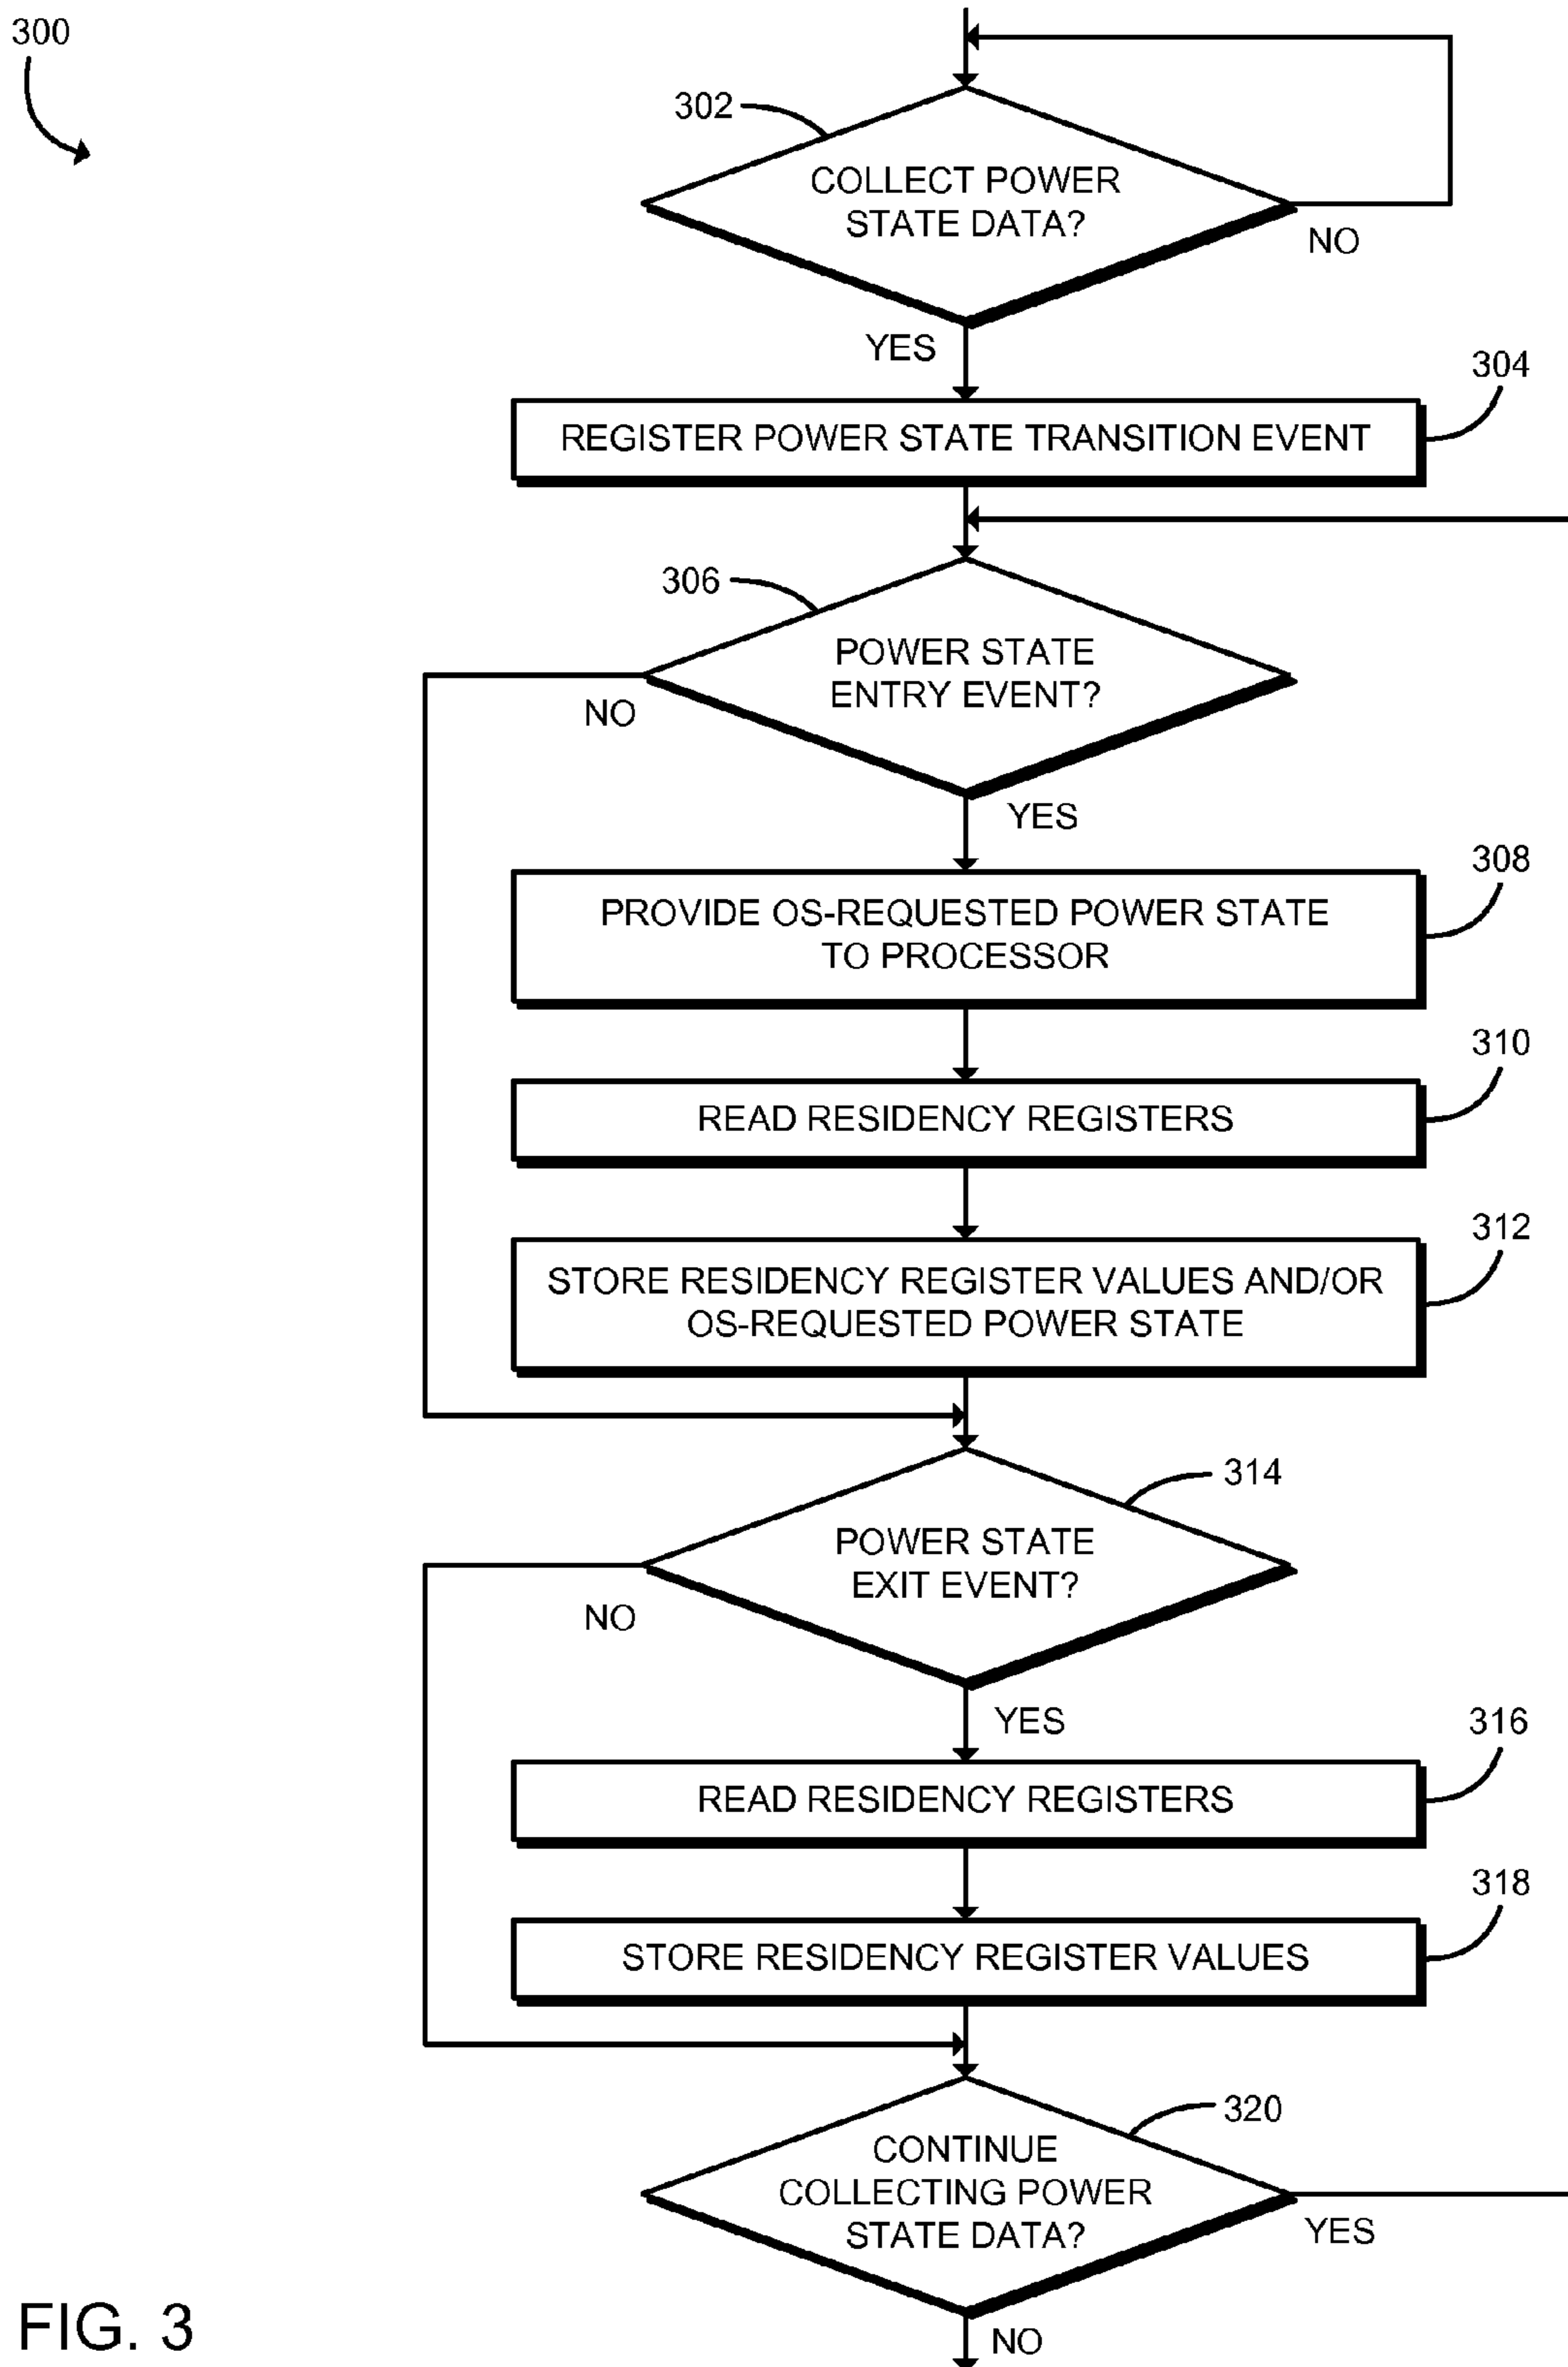 300
302
COLLECT POWER
STATE DATA?
NO
YES
304
REGISTER POWER STATE TRANSITION EVENT
306
POWER STATE
ENTRY EVENT?
NO
YES
308
PROVIDE OS-REQUESTED POWER STATE
TO PROCESSOR
310
READ RESIDENCY REGISTERS
312
STORE RESIDENCY REGISTER VALUES AND/OR
OS-REQUESTED POWER STATE
314
POWER STATE
EXIT EVENT?
NO
YES
316
READ RESIDENCY REGISTERS
318
STORE RESIDENCY REGISTER VALUES
320
CONTINUE
COLLECTING POWER
STATE DATA?
YES
NO
FIG. 3